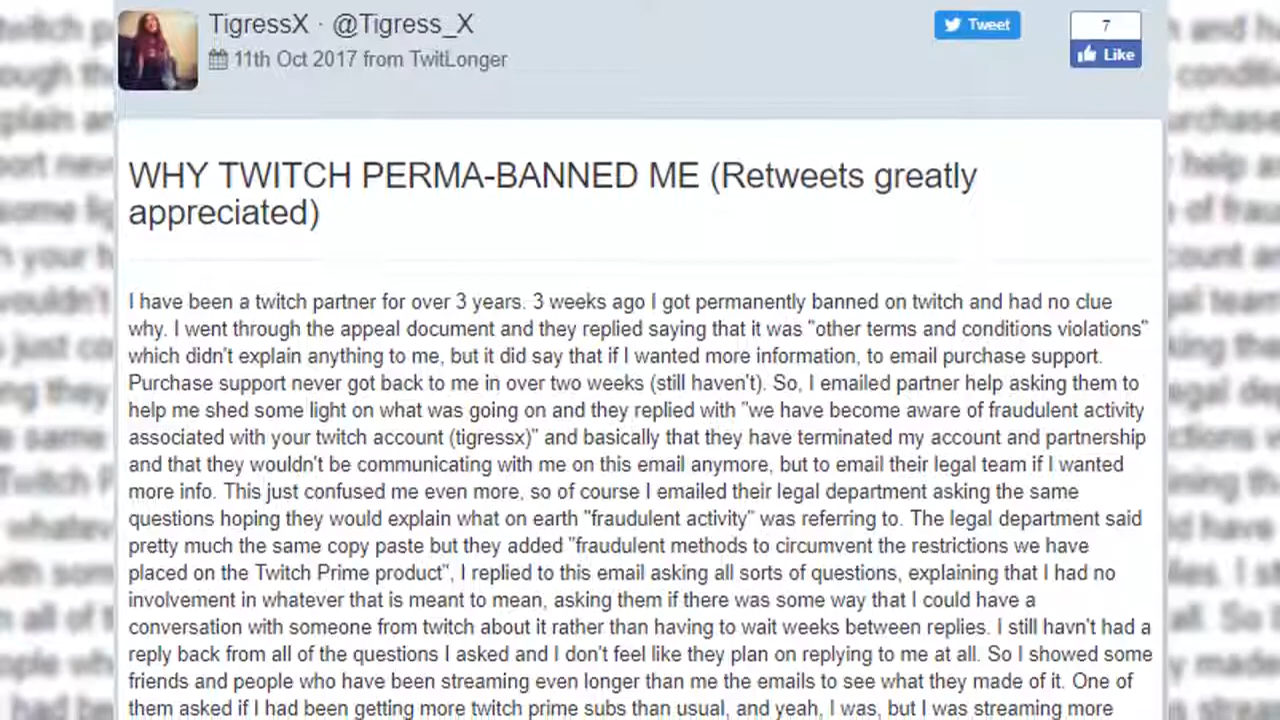 TigressX · @Tigress_X
11th Oct 2017 from TwitLonger
Tweet
7
Like
WHY TWITCH PERMA-BANNED ME (Retweets greatly
appreciated)
I have been a twitch partner for over 3 years. 3 weeks ago I got permanently banned on twitch and had no clue
why. I went through the appeal document and they replied saying that it was "other terms and conditions violations"
which didn't explain anything to me, but it did say that if I wanted more information, to email purchase support.
Purchase support never got back to me in over two weeks (still haven't). So, I emailed partner help asking them to
help me shed some light on what was going on and they replied with "we have become aware of fraudulent activity
associated with your twitch account (tigressx)" and basically that they have terminated my account and partnership
and that they wouldn't be communicating with me on this email anymore, but to email their legal team if I wanted
more info. This just confused me even more, so of course I emailed their legal department asking the same
questions hoping they would explain what on earth "fraudulent activity" was referring to. The legal department said
pretty much the same copy paste but they added "fraudulent methods to circumvent the restrictions we have
placed on the Twitch Prime product", I replied to this email asking all sorts of questions, explaining that I had no
involvement in whatever that is meant to mean, asking them if there was some way that I could have a
conversation with someone from twitch about it rather than having to wait weeks between replies. I still havn't had a
reply back from all of the questions I asked and I don't feel like they plan on replying to me at all. So I showed some
friends and people who have been streaming even longer than me the emails to see what they made of it. One of
them asked if I had been getting more twitch prime subs than usual, and yeah, I was, but I was streaming more